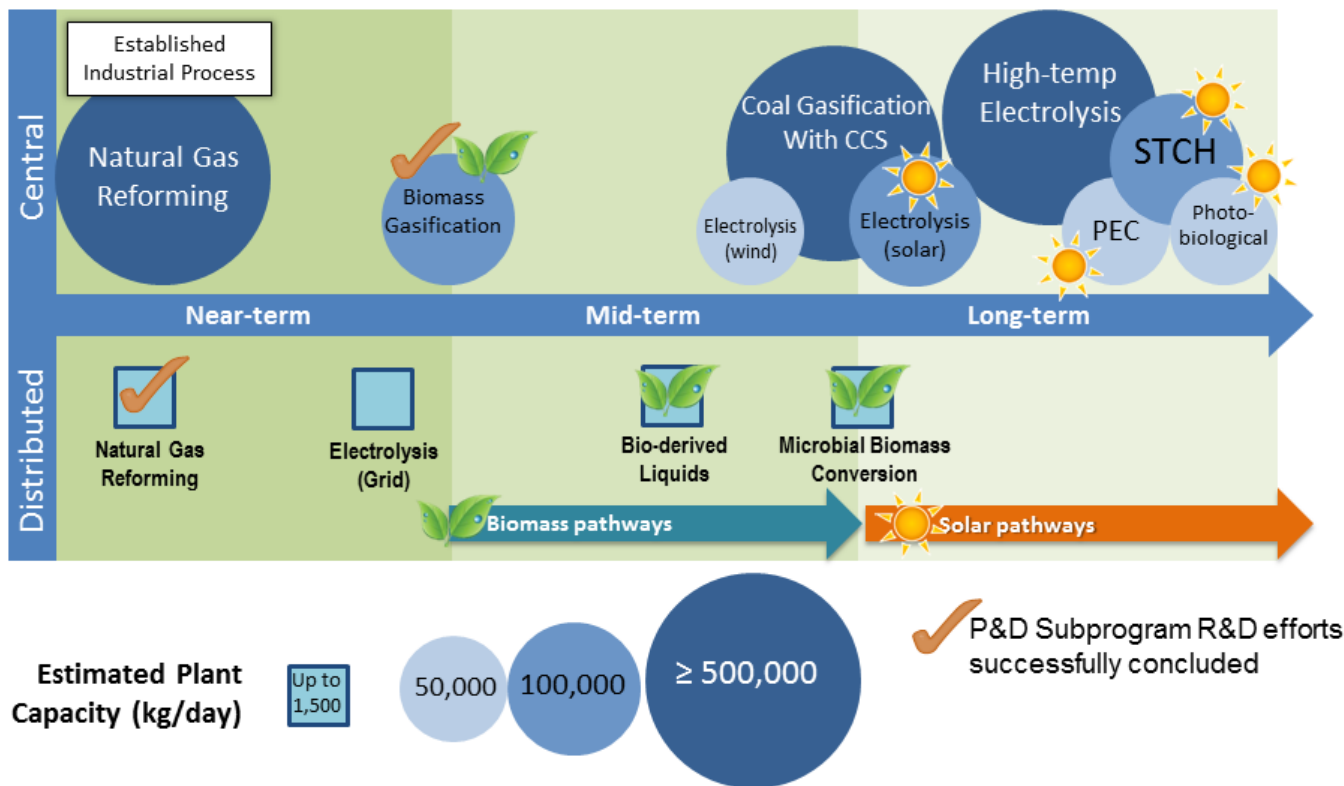 Established
Industrial Process
Central
Natural Gas
Reforming
Biomass
Gasification
Coal Gasification
With CCS
Electrolysis
(wind)
Electrolysis
(solar)
High-temp
Electrolysis
STCH
PEC
Photo-
biological
Near-term
Mid-term
Long-term
Distributed
Natural Gas
Reforming
Electrolysis
(Grid)
Bio-derived
Liquids
Microbial Biomass
Conversion
Biomass pathways
Solar pathways
Estimated Plant
Capacity (kg/day)
Up to
1,500
50,000
100,000
≥ 500,000
P&D Subprogram R&D efforts
successfully concluded